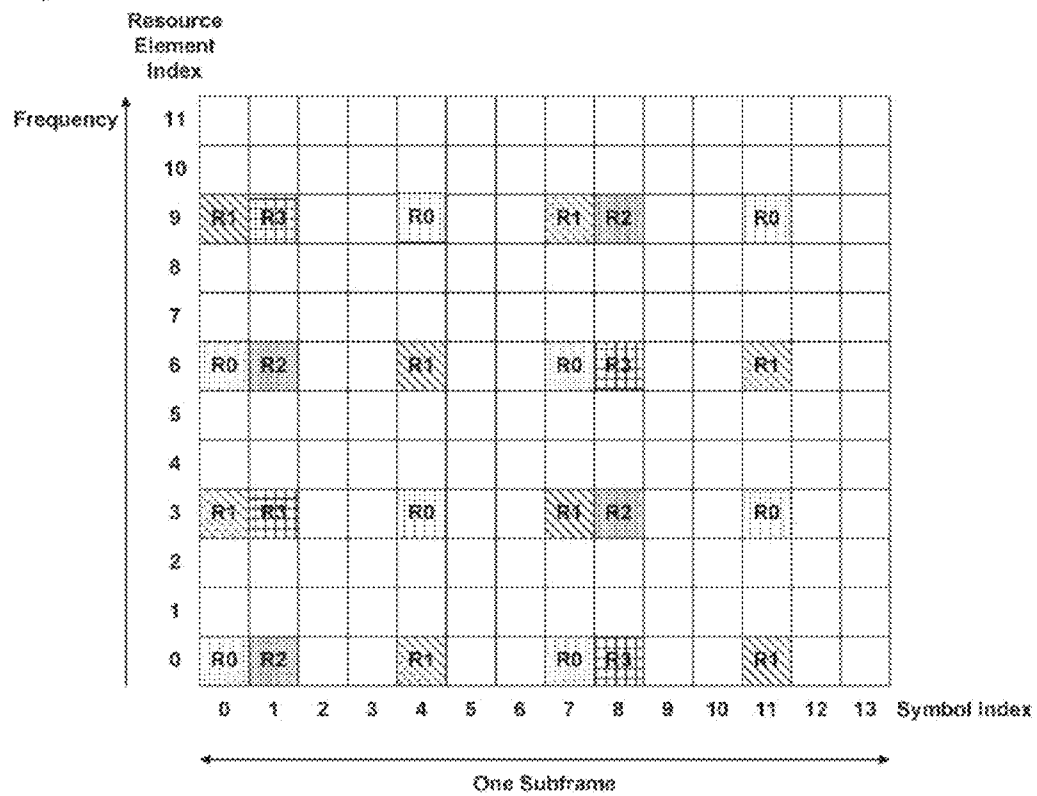 Resource
Element
Index
Frequency
11
10
9 R1 R3 R0 R1 R2 R0
8
7
6 R0 R2 R1 R0 R3 R1
5
4
3 R1 R3 R0 R1 R2 R0
2
1
0 R0 R2 R1 R0 R3 R1
0 1 2 3 4 5 6 7 8 9 10 11 12 13 Symbol Index
One Subframe